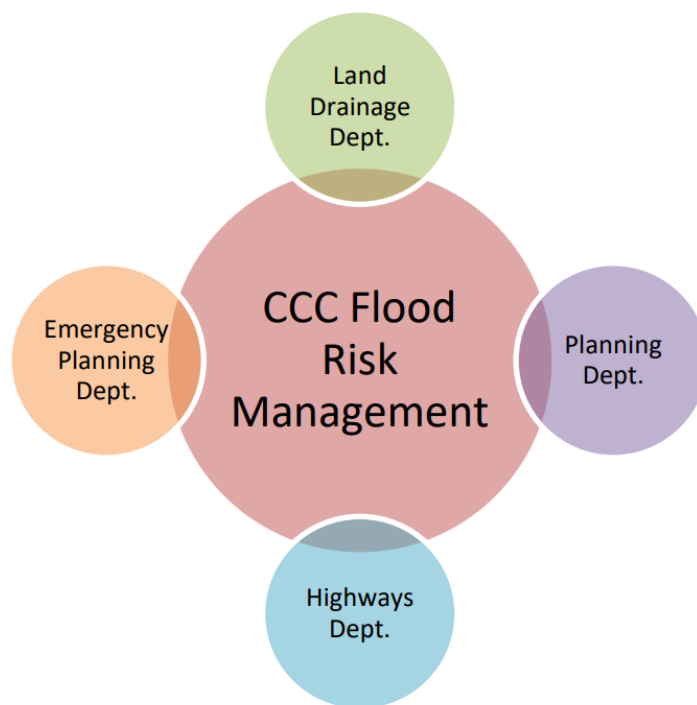 Land
Drainage
Dept.
CCC Flood
Risk
Management
Emergency
Planning
Dept.
Planning
Dept.
Highways
Dept.